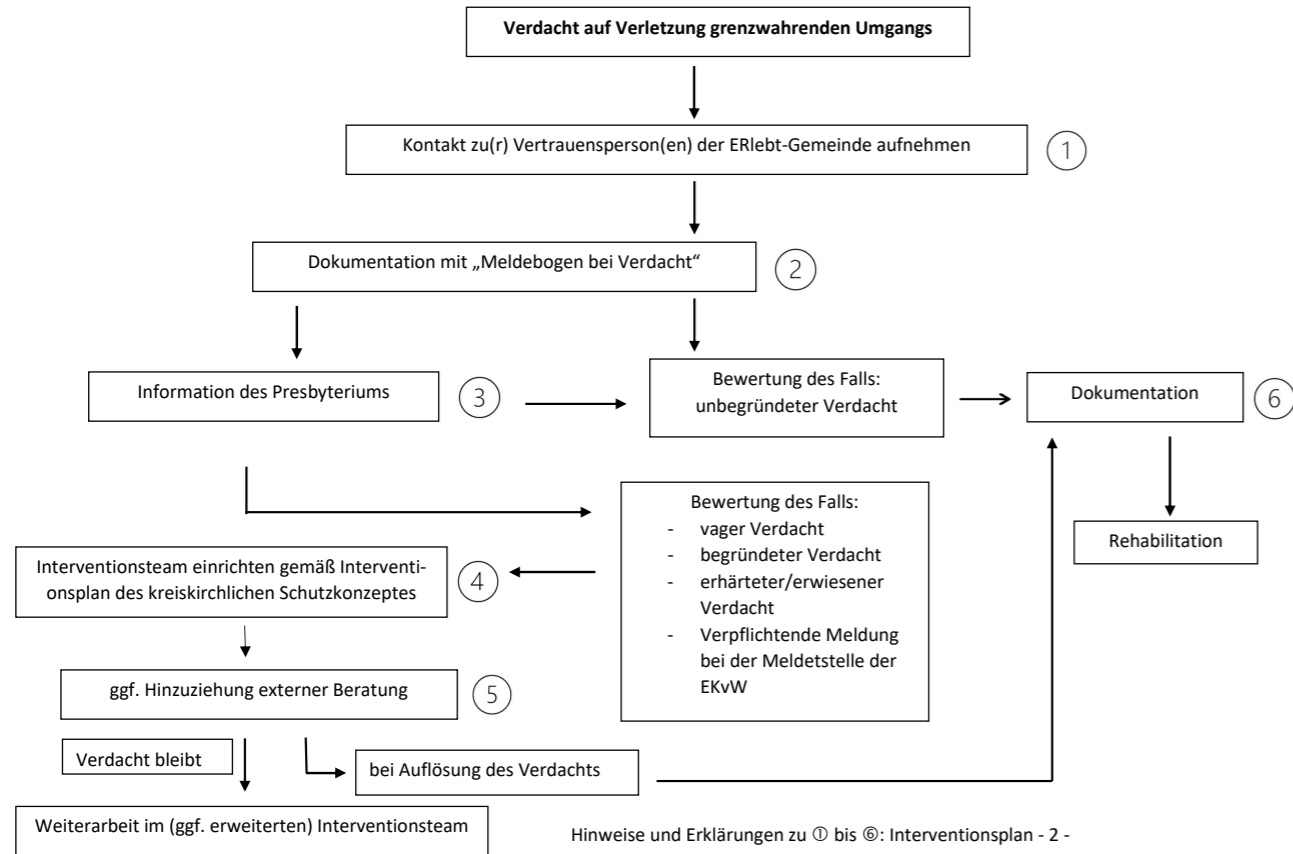 Verdacht auf Verletzung grenzwahrenden Umgangs
Kontakt zu(r) Vertrauensperson(en) der ERlebt-Gemeinde aufnehmen
1
Dokumentation mit „Meldebogen bei Verdacht“
2
Information des Presbyteriums
3
Bewertung des Falls:
unbegründeter Verdacht
Dokumentation
6
Rehabilitation
Bewertung des Falls:
- vager Verdacht
- begründeter Verdacht
- erhärteter/erwiesener
Verdacht
- Verpflichtende Meldung
bei der Meldetstelle der
EKvW
Interventionsteam einrichten gemäß Interventi-
onsplan des kreiskirchlichen Schutzkonzeptes
4
ggf. Hinzuziehung externer Beratung
5
Verdacht bleibt
bei Auflösung des Verdachts
Weiterarbeit im (ggf. erweiterten) Interventionsteam
Hinweise und Erklärungen zu ① bis ⑥: Interventionsplan - 2 -